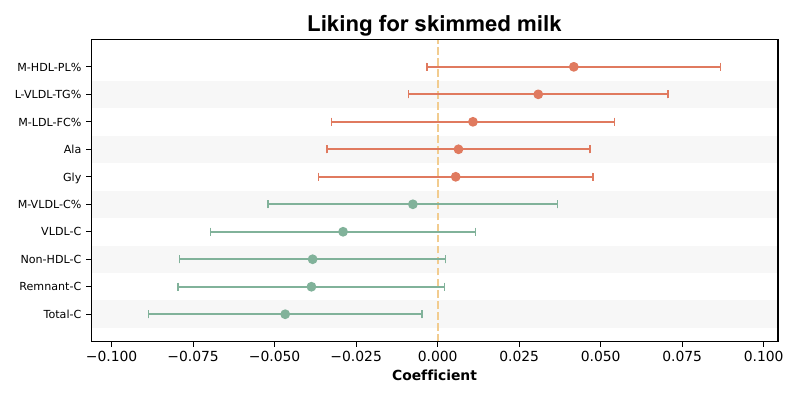 Liking for skimmed milk
M-HDL-PL%
L-VLDL-TG%
M-LDL-FC%
Ala
Gly
M-VLDL-C%
VLDL-C
Non-HDL-C
Remnant-C
Total-C
−0.100 −0.075 −0.050 −0.025 0.000 0.025 0.050 0.075 0.100
Coefficient